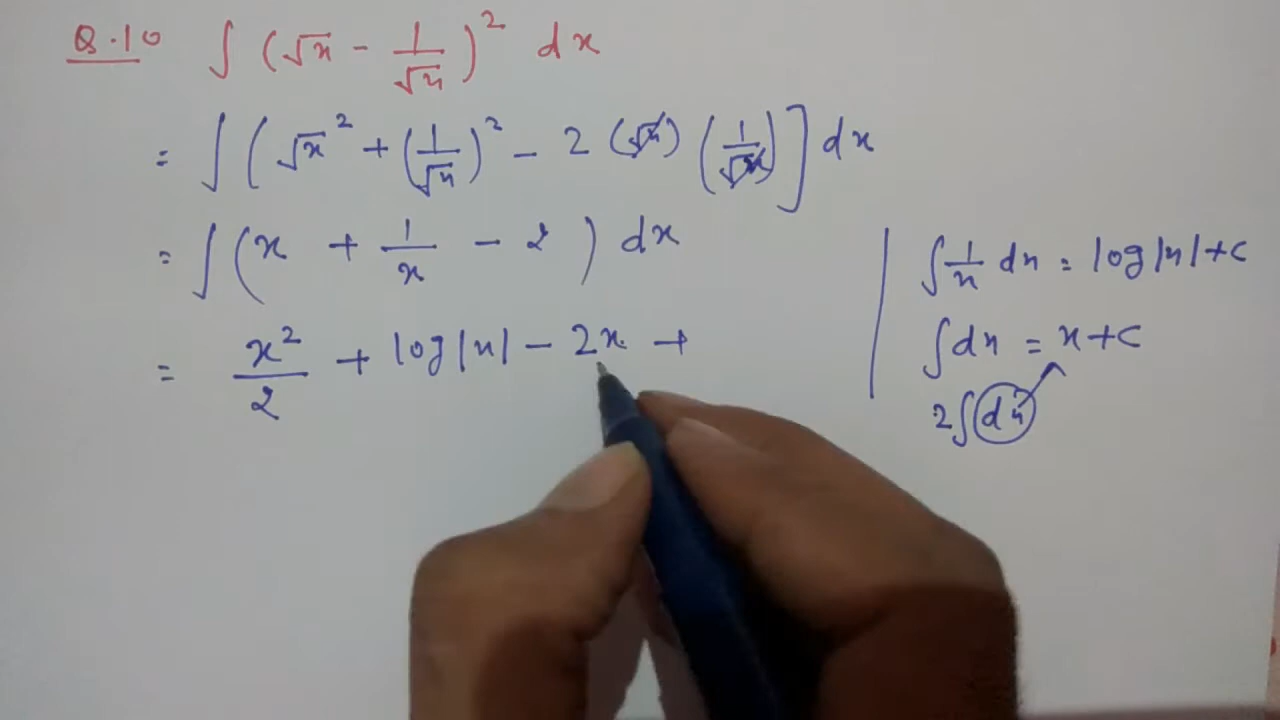 Q.10 ∫ (√x - 1/√x)² dx
= ∫ [√x² + (1/√x)² - 2 (√x) (1/√x)] dx
= ∫ (x + 1/x - 2) dx
= x²/2 + log|x| - 2x +
∫ 1/x dx = log|x| + C
∫ dx = x + C
2∫ dx